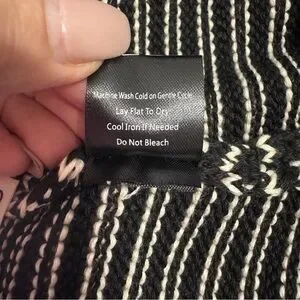 Machine Wash Cold on Gentle Cycle
Lay Flat To Dry
Cool Iron if Needed
Do Not Bleach